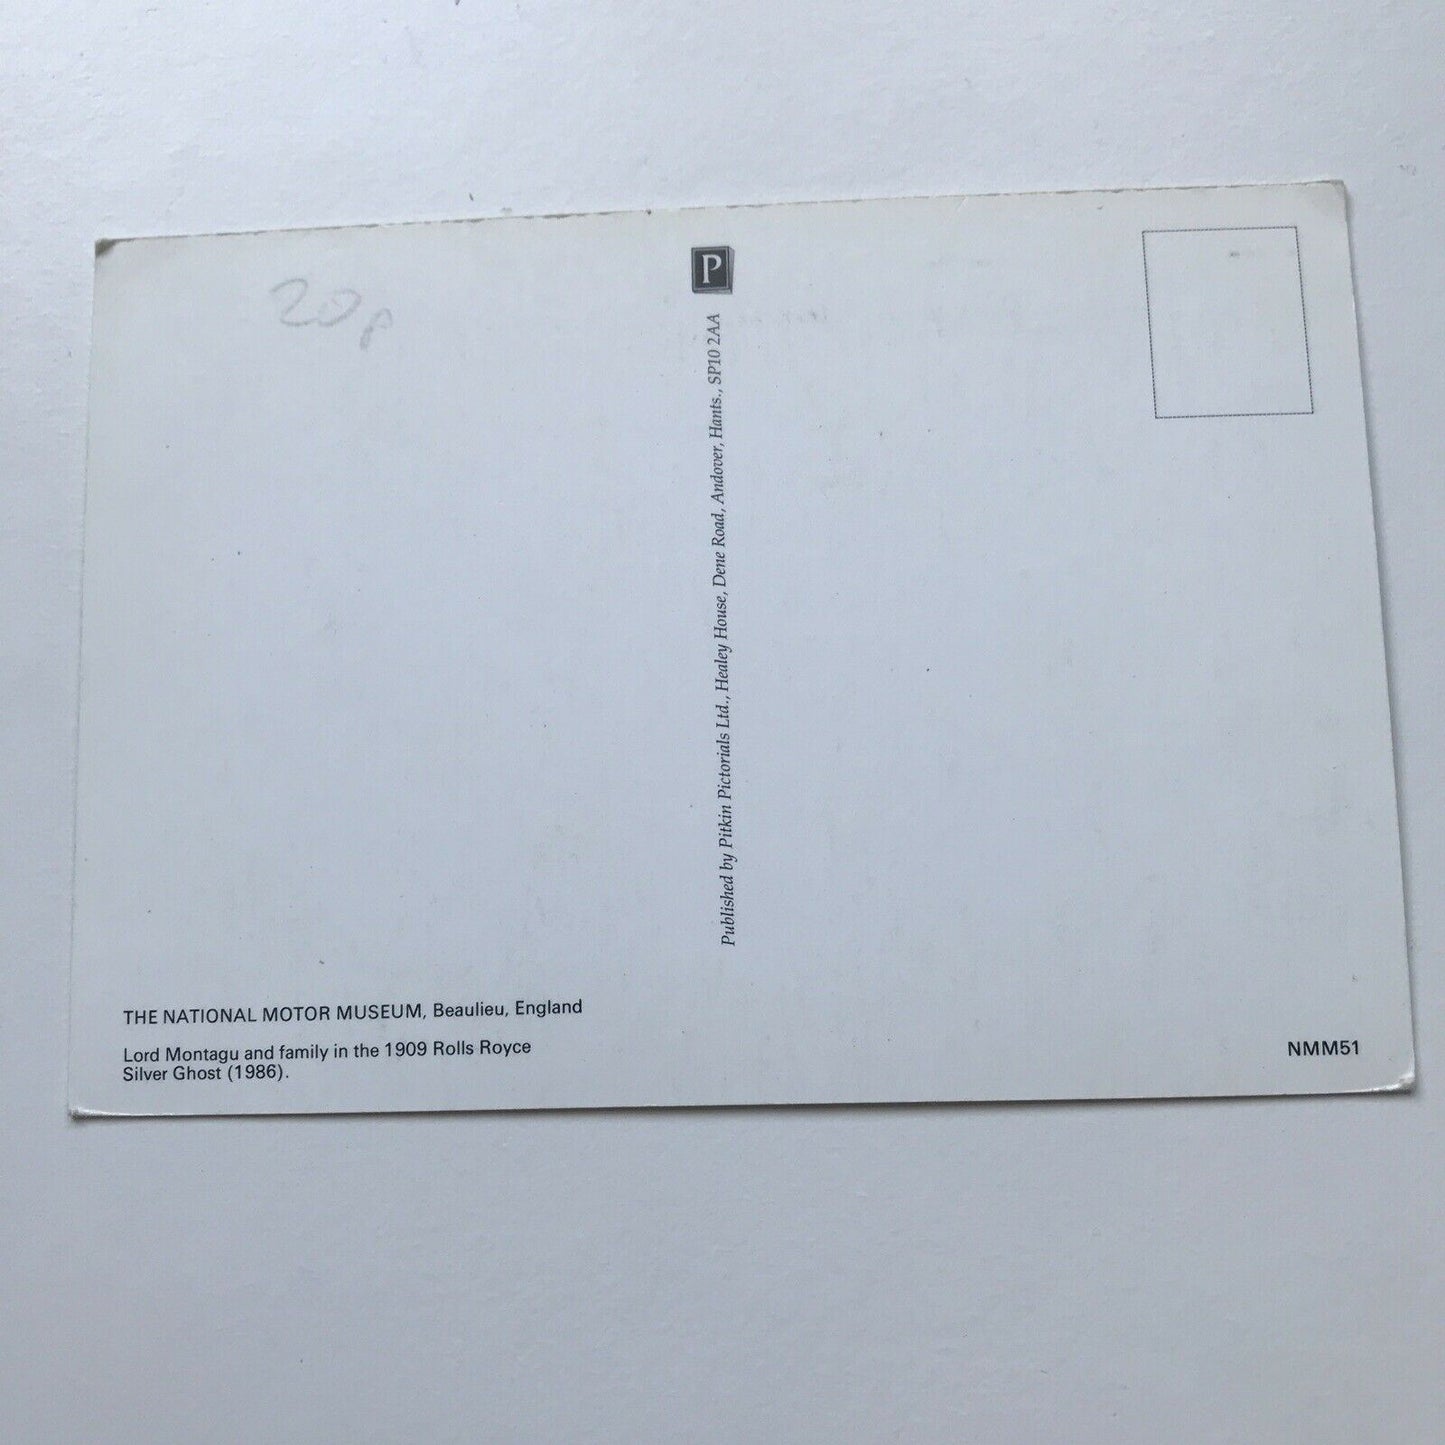 20p
P
Published by Pitkin Pictorials Ltd., Healey House, Dene Road, Andover, Hants., SP10 2AA
THE NATIONAL MOTOR MUSEUM, Beaulieu, England
Lord Montagu and family in the 1909 Rolls Royce
Silver Ghost (1986).
NMM51